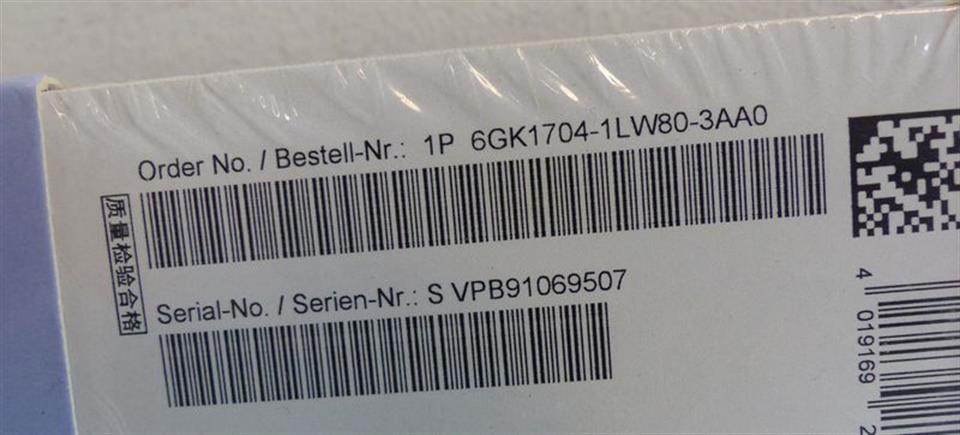 Order No. / Bestell-Nr.: 1P 6GK1704-1LW80-3AA0
质量检验合格
Serial-No. / Serien-Nr.: S VPB91069507
4 019169 2